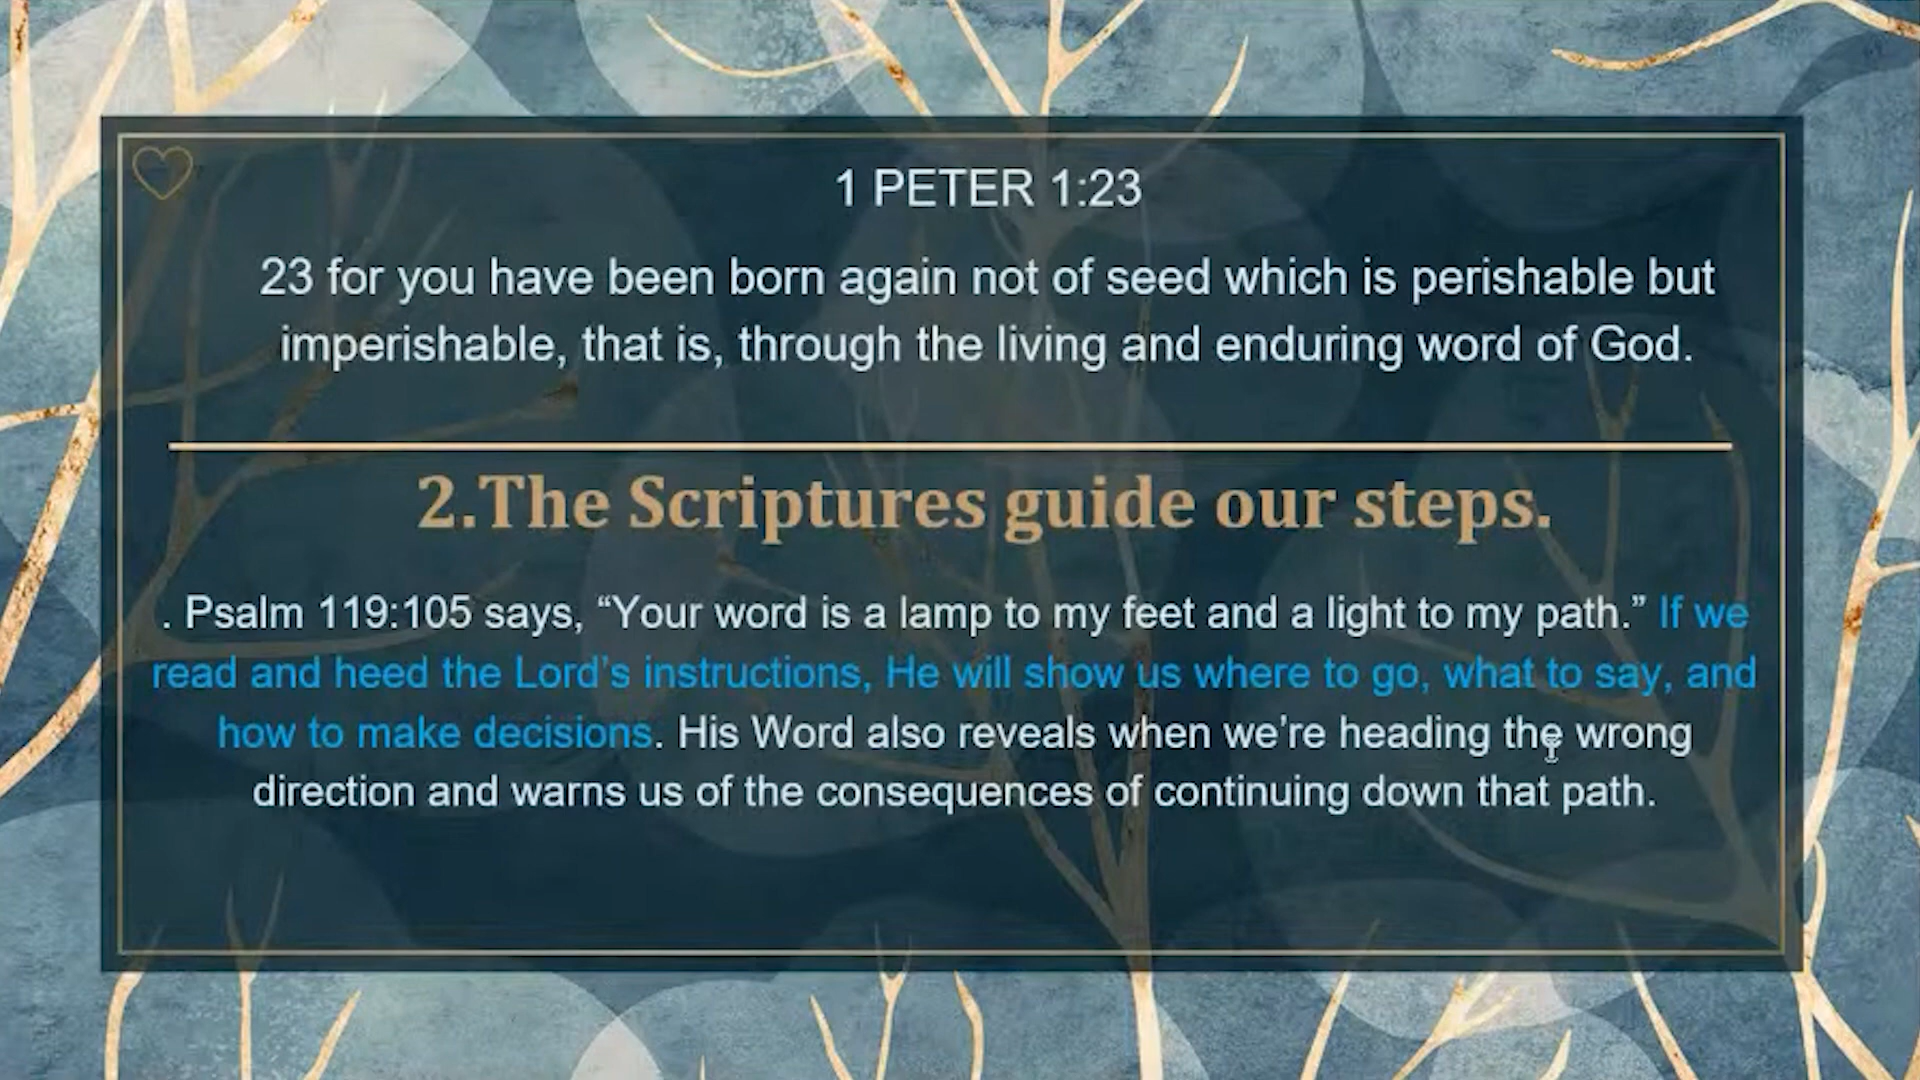 1 PETER 1:23
23 for you have been born again not of seed which is perishable but
imperishable, that is, through the living and enduring word of God.
2.The Scriptures guide our steps.
. Psalm 119:105 says, “Your word is a lamp to my feet and a light to my path.” If we
read and heed the Lord’s instructions, He will show us where to go, what to say, and
how to make decisions. His Word also reveals when we’re heading the wrong
direction and warns us of the consequences of continuing down that path.